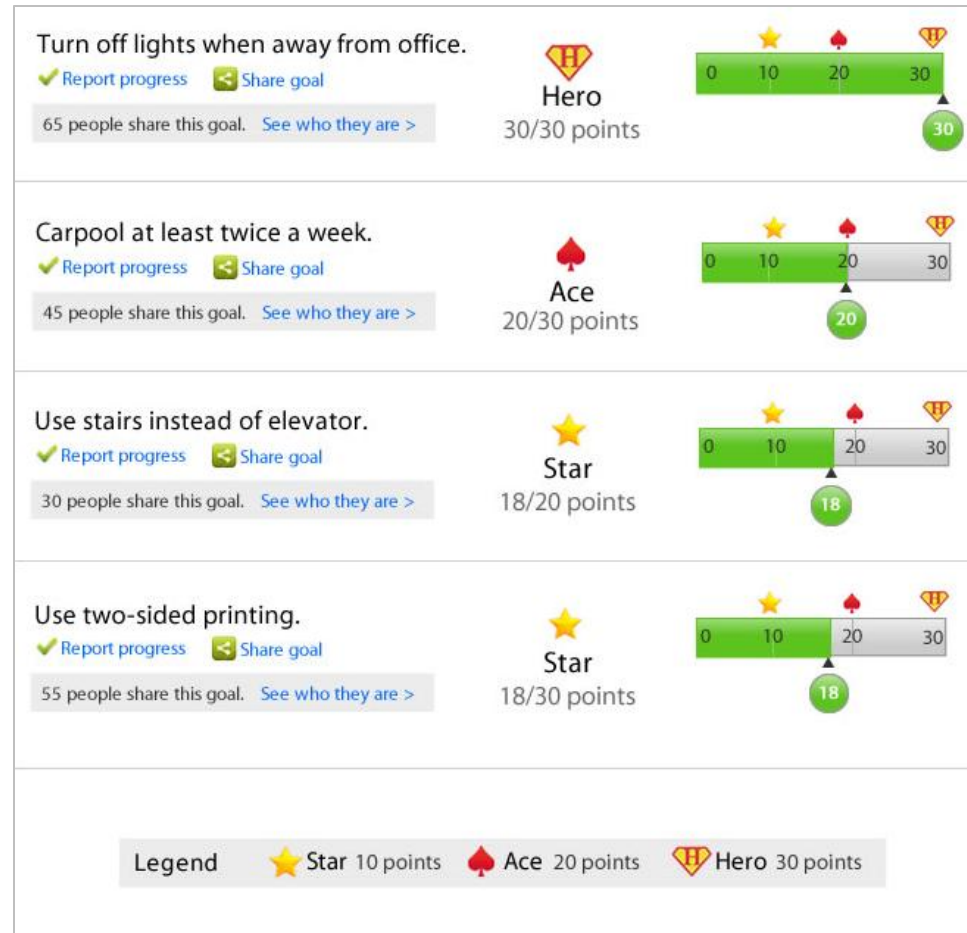 Turn off lights when away from office.
Report progress Share goal
65 people share this goal. See who they are >
H
Hero
30/30 points
H
0 10 20 30
30
Carpool at least twice a week.
Report progress Share goal
45 people share this goal. See who they are >
Ace
20/30 points
H
0 10 20 30
20
Use stairs instead of elevator.
Report progress Share goal
30 people share this goal. See who they are >
Star
18/20 points
H
0 10 20 30
18
Use two-sided printing.
Report progress Share goal
55 people share this goal. See who they are >
Star
18/30 points
H
0 10 20 30
18
Legend Star 10 points Ace 20 points H Hero 30 points